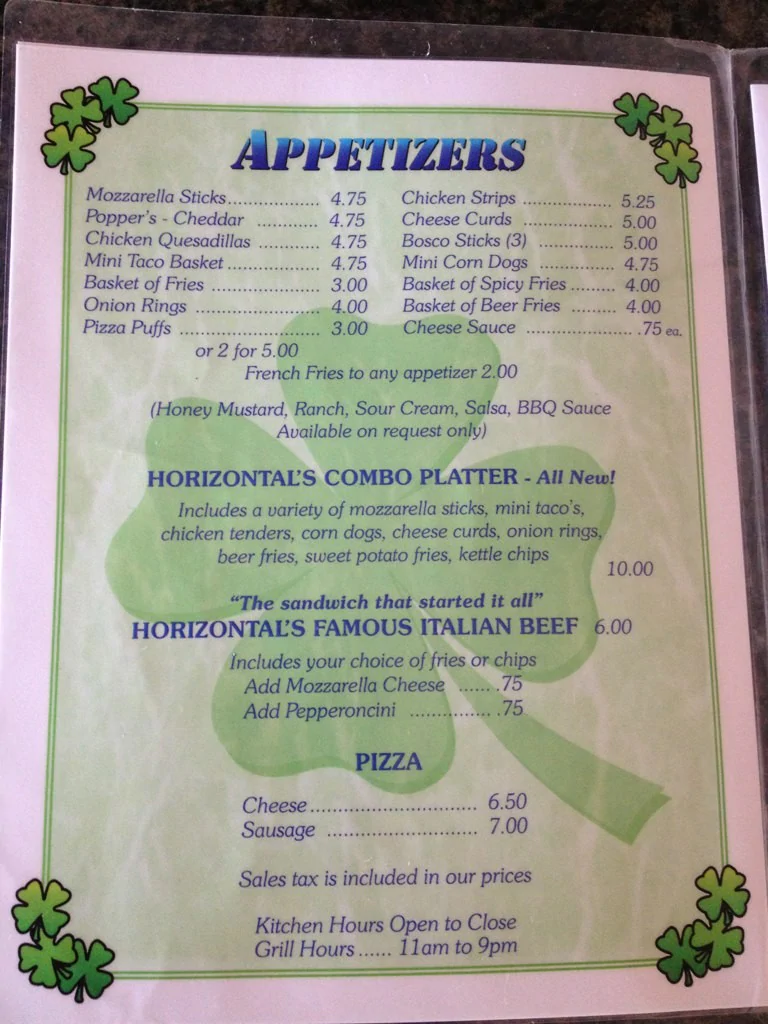 APPETIZERS
Mozzarella Sticks.................... 4.75
Popper's - Cheddar ............. 4.75
Chicken Quesadillas ............. 4.75
Mini Taco Basket.................... 4.75
Basket of Fries ....................... 3.00
Onion Rings .......................... 4.00
Pizza Puffs ............................. 3.00
or 2 for 5.00
Chicken Strips ................... 5.25
Cheese Curds ..................... 5.00
Bosco Sticks (3) .................. 5.00
Mini Corn Dogs ................ 4.75
Basket of Spicy Fries.......... 4.00
Basket of Beer Fries ......... 4.00
Cheese Sauce ...................... .75 ea.
French Fries to any appetizer 2.00
(Honey Mustard, Ranch, Sour Cream, Salsa, BBQ Sauce
Available on request only)
HORIZONTAL'S COMBO PLATTER - All New!
Includes a variety of mozzarella sticks, mini taco's,
chicken tenders, corn dogs, cheese curds, onion rings,
beer fries, sweet potato fries, kettle chips
10.00
"The sandwich that started it all"
HORIZONTAL'S FAMOUS ITALIAN BEEF 6.00
Includes your choice of fries or chips
Add Mozzarella Cheese ...... .75
Add Pepperoncini ................ .75
PIZZA
Cheese................................. 6.50
Sausage .............................. 7.00
Sales tax is included in our prices
Kitchen Hours Open to Close
Grill Hours ...... 11am to 9pm